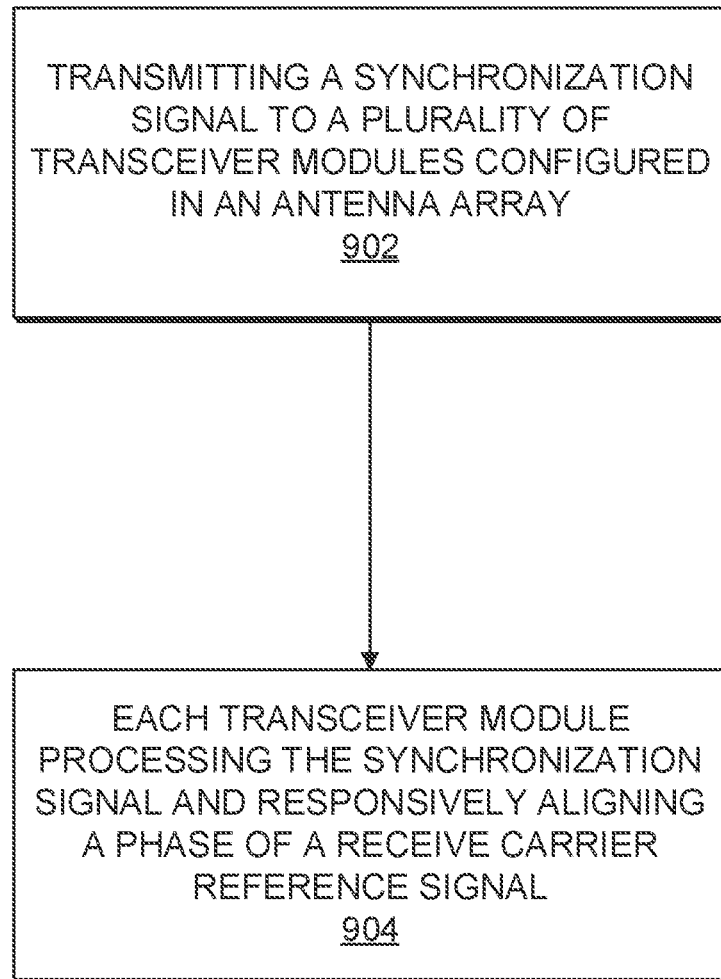 TRANSMITTING A SYNCHRONIZATION
SIGNAL TO A PLURALITY OF
TRANSCEIVER MODULES CONFIGURED
IN AN ANTENNA ARRAY
902
EACH TRANSCEIVER MODULE
PROCESSING THE SYNCHRONIZATION
SIGNAL AND RESPONSIVELY ALIGNING
A PHASE OF A RECEIVE CARRIER
REFERENCE SIGNAL
904